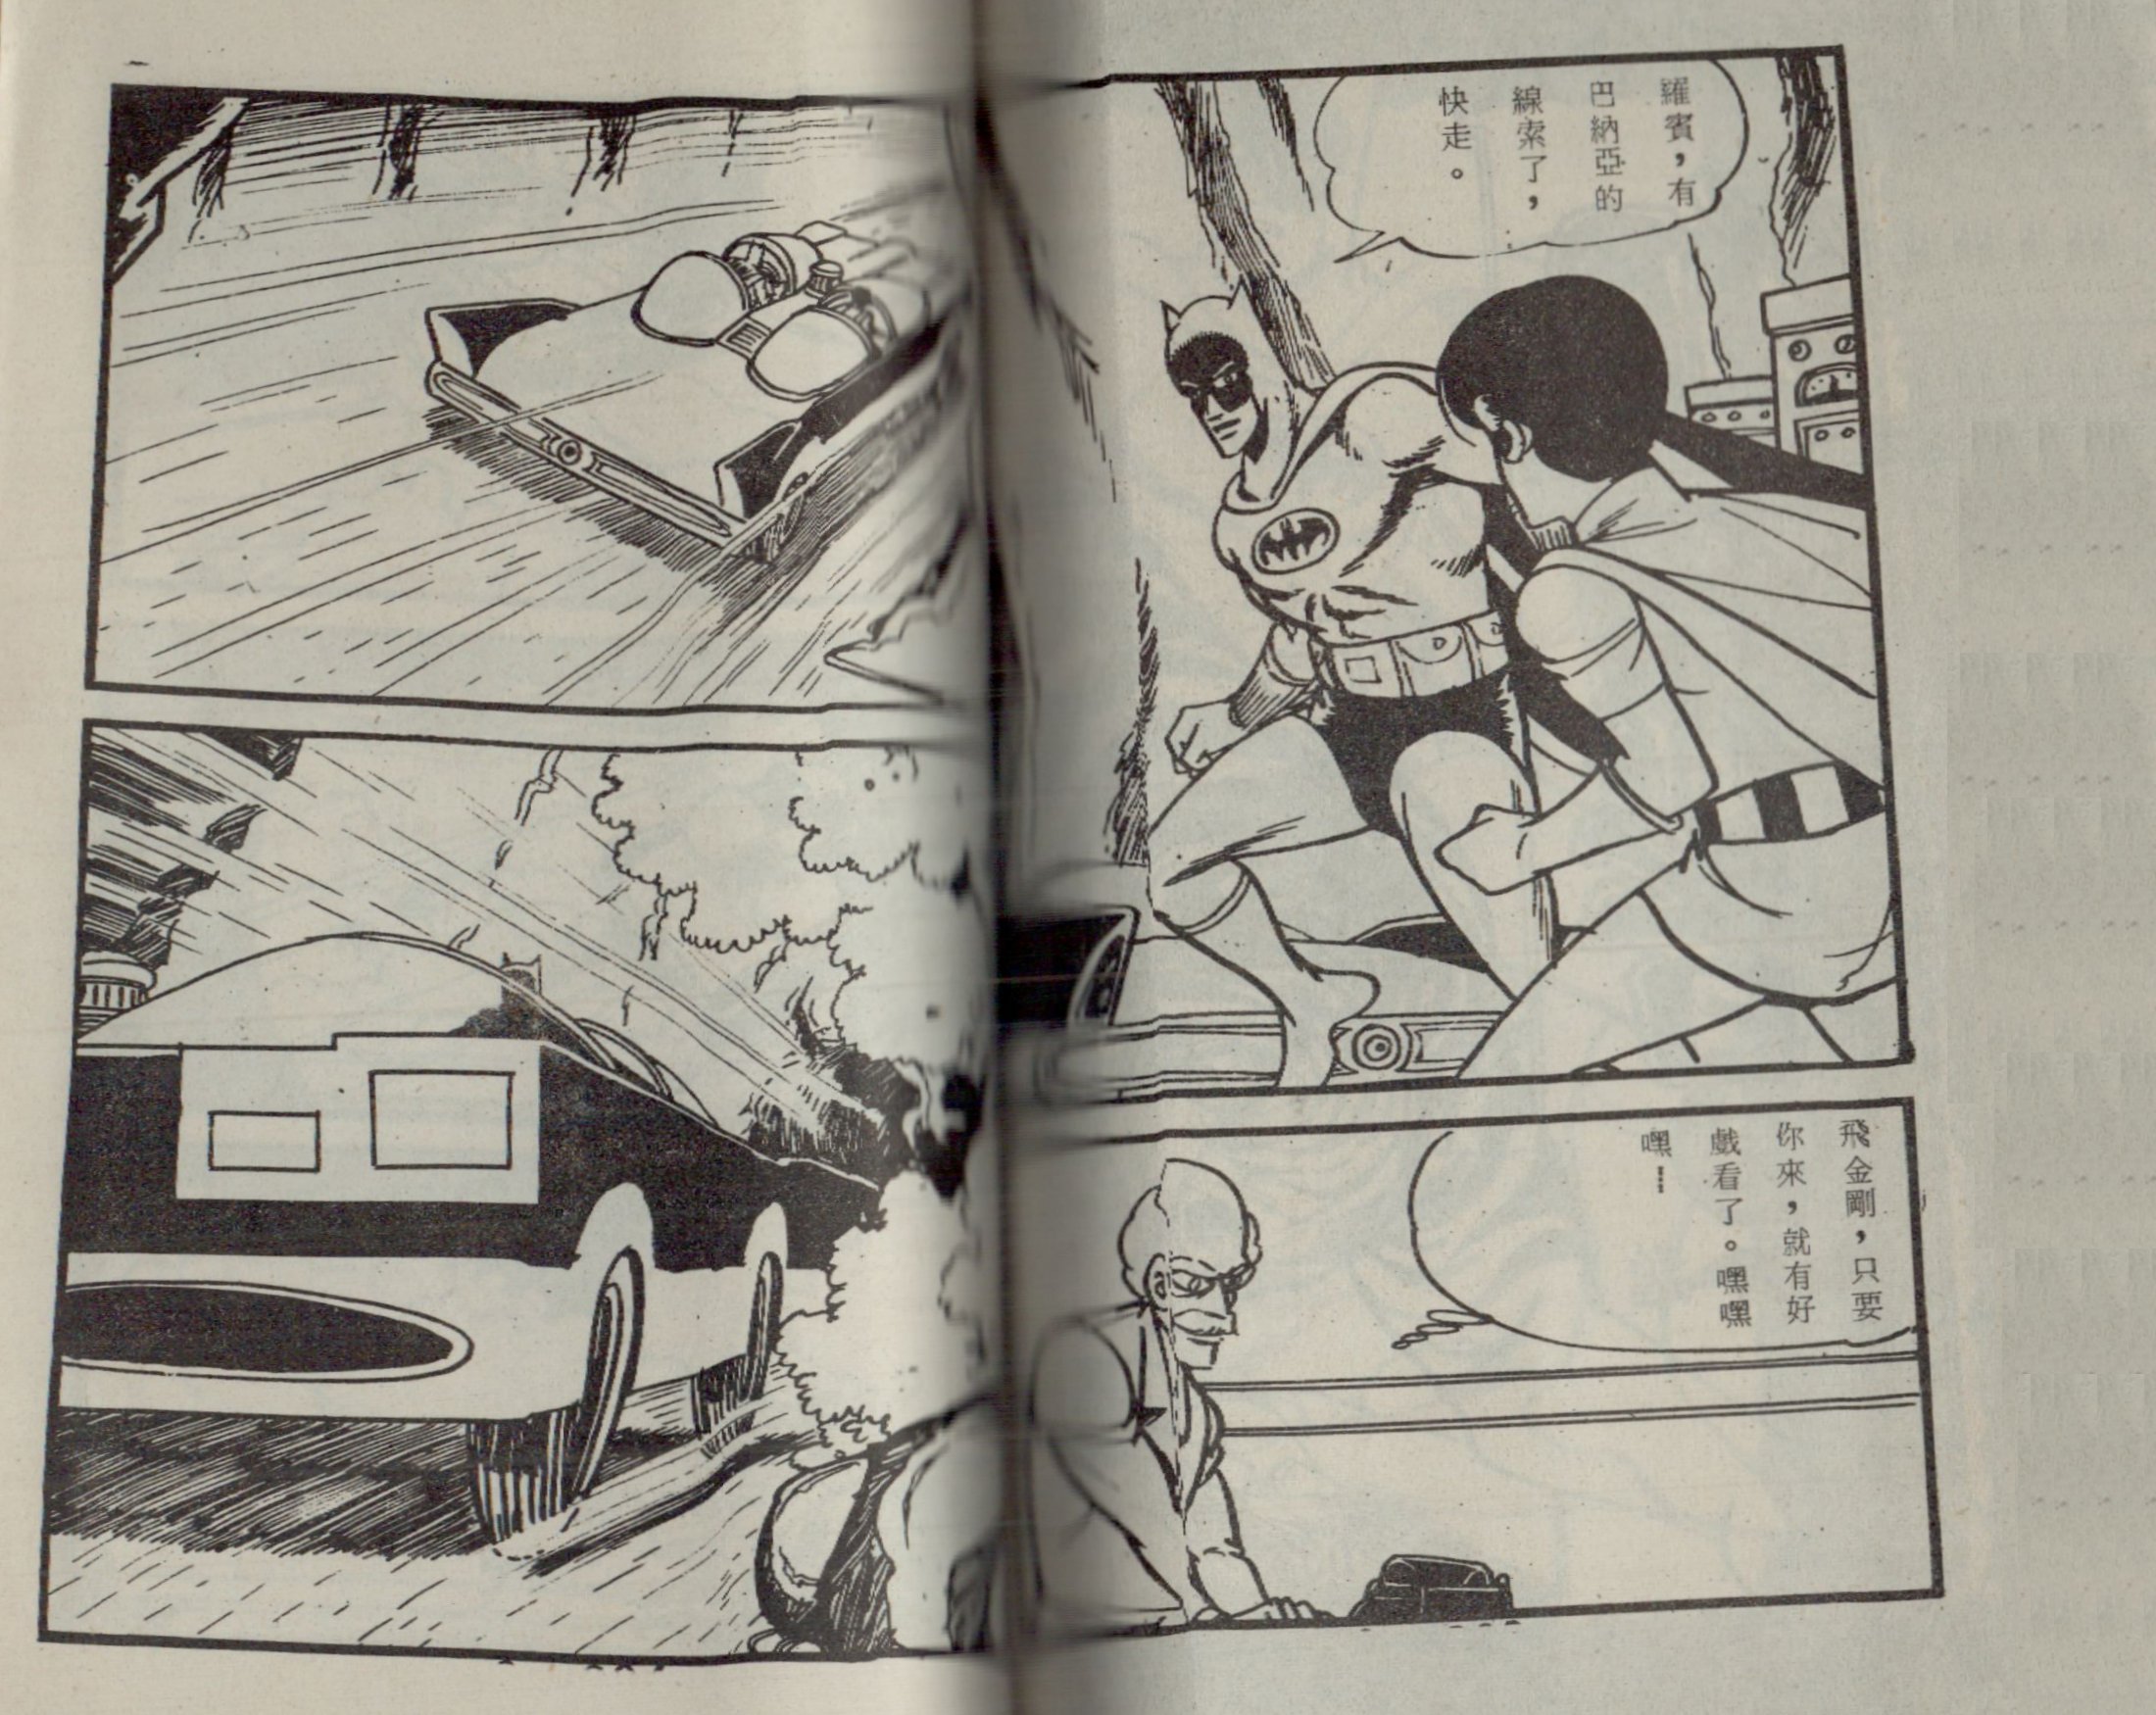 羅賓，有
巴納亞的
線索了，
快走。
飛金剛，只要
你來，就有好
戲看了。嘿嘿
嘿…